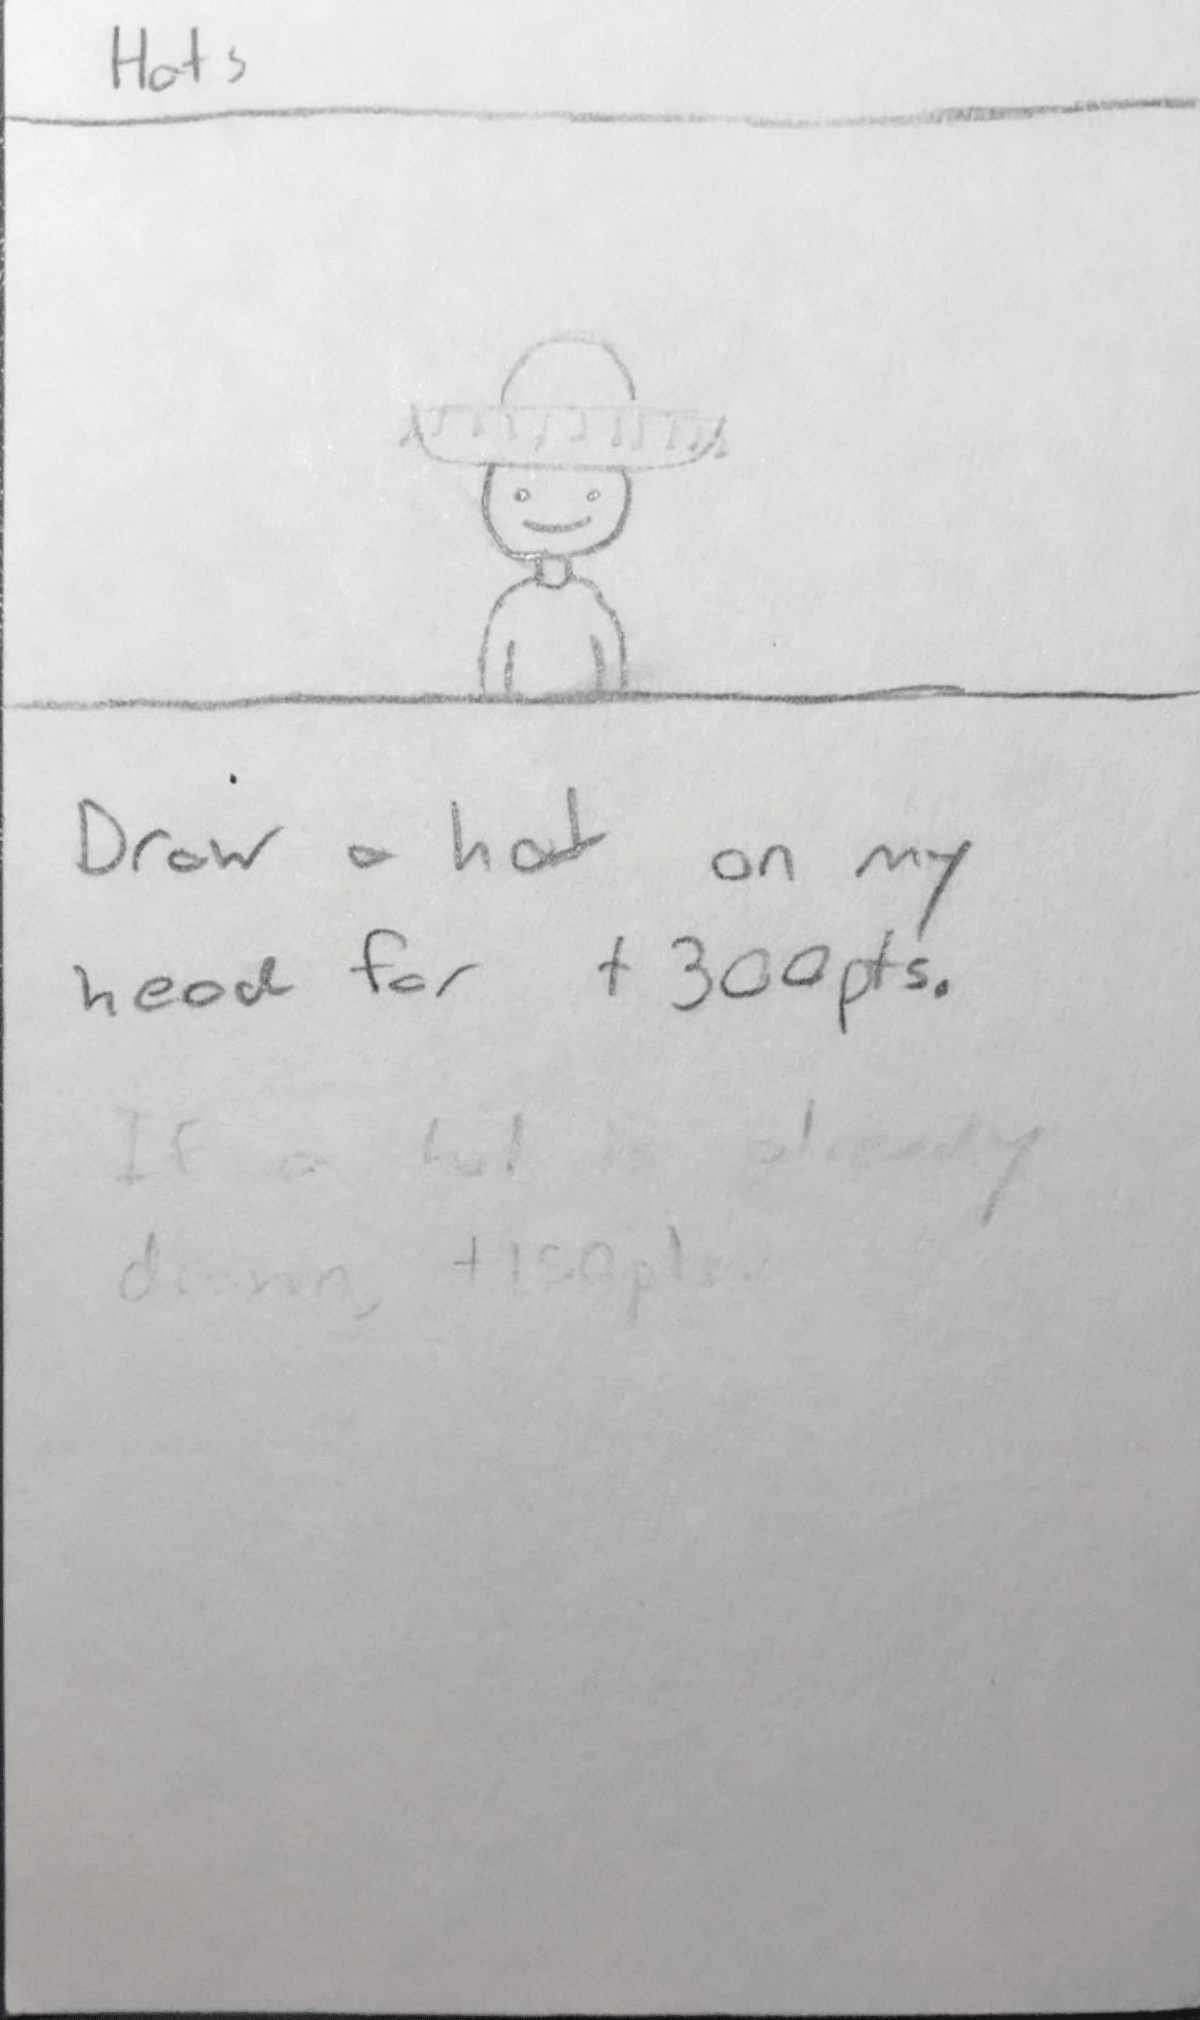 Hats
Draw a hat on my
head for +300pts.
If a hat is already
drawn, +150pts.